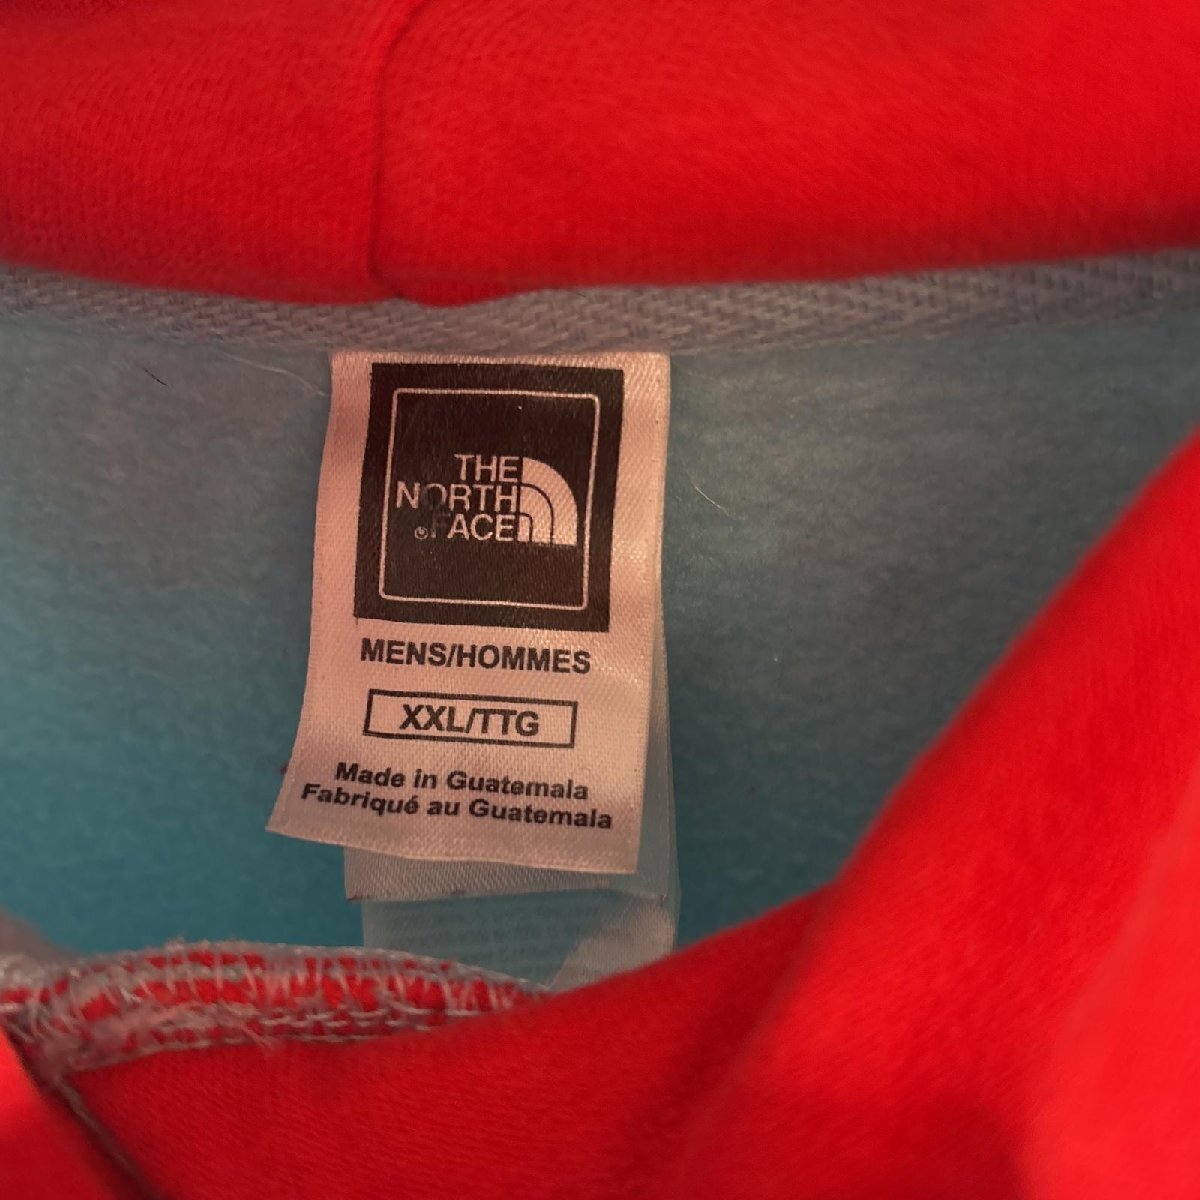 THE
NORTH
®FACE
MENS/HOMMES
XXL/TTG
Made in Guatemala
Fabriqué au Guatemala